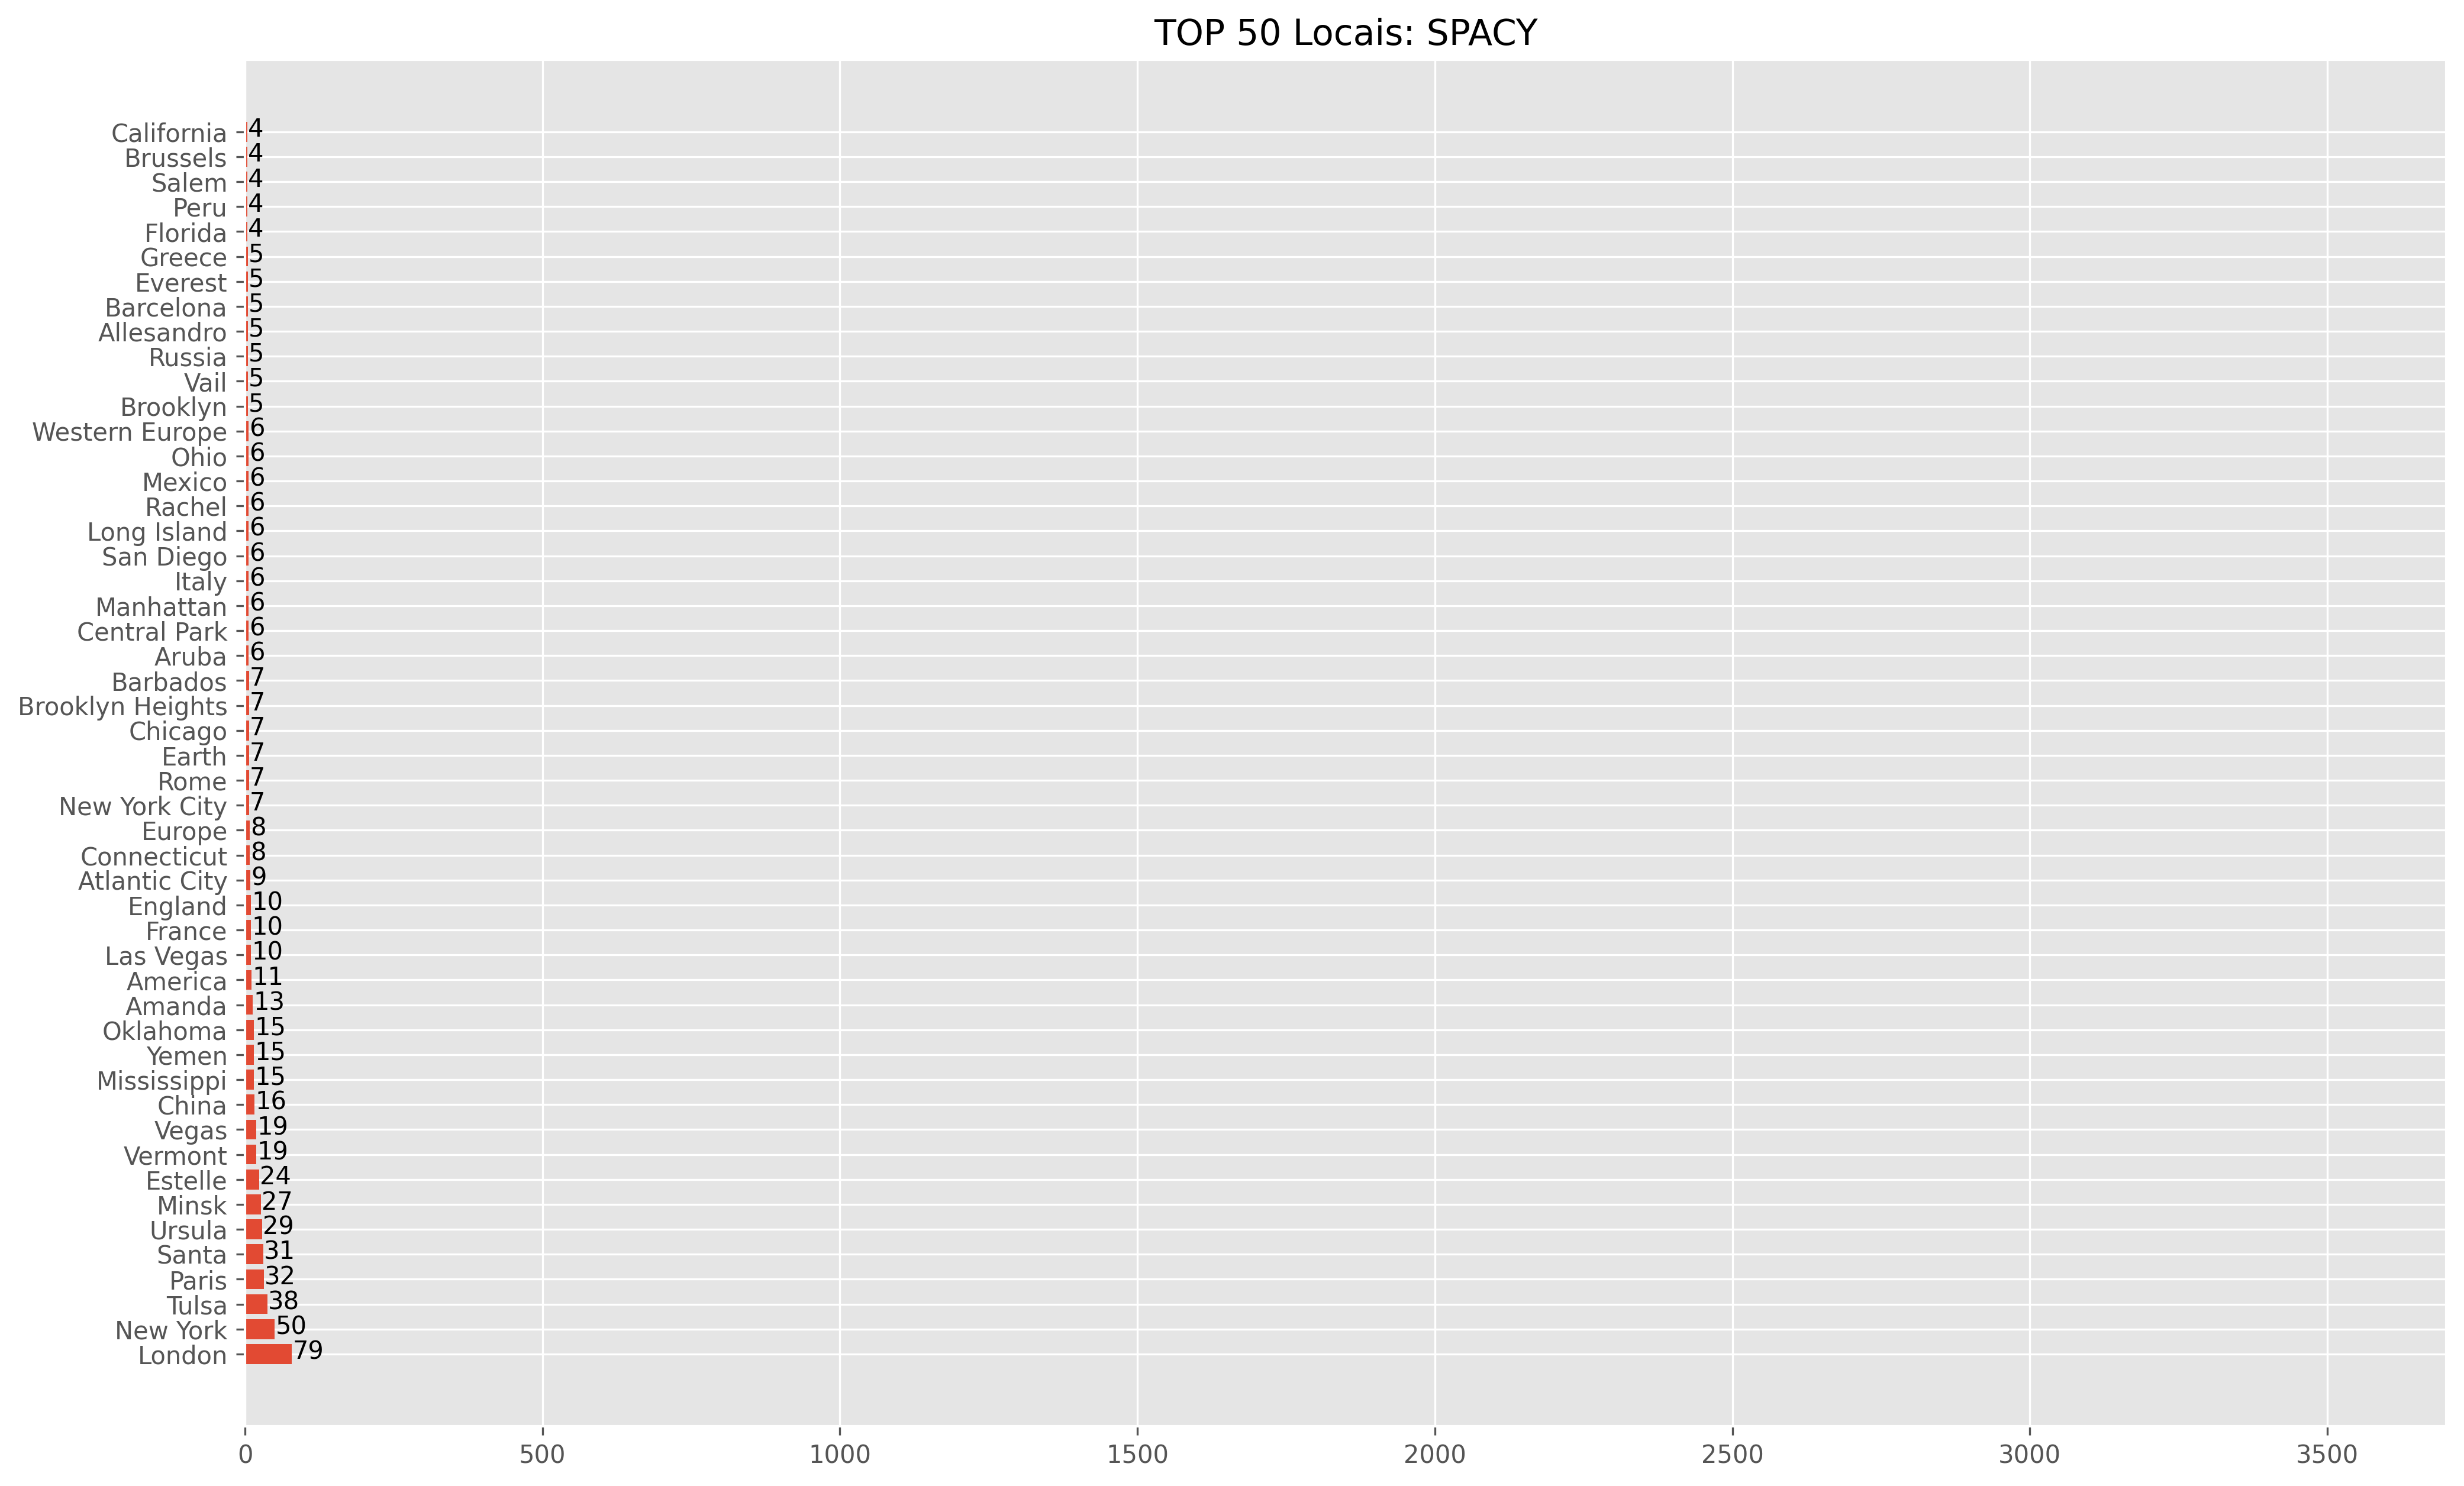 TOP 50 Locais: SPACY
California 4
Brussels 4
Salem 4
Peru 4
Florida 4
Greece 5
Everest 5
Barcelona 5
Allesandro 5
Russia 5
Vail 5
Brooklyn 5
Western Europe 6
Ohio 6
Mexico 6
Rachel 6
Long Island 6
San Diego 6
Italy 6
Manhattan 6
Central Park 6
Aruba 6
Barbados 7
Brooklyn Heights 7
Chicago 7
Earth 7
Rome 7
New York City 7
Europe 8
Connecticut 8
Atlantic City 9
England 10
France 10
Las Vegas 10
America 11
Amanda 13
Oklahoma 15
Yemen 15
Mississippi 15
China 16
Vegas 19
Vermont 19
Estelle 24
Minsk 27
Ursula 29
Santa 31
Paris 32
Tulsa 38
New York 50
London 79
0 500 1000 1500 2000 2500 3000 3500